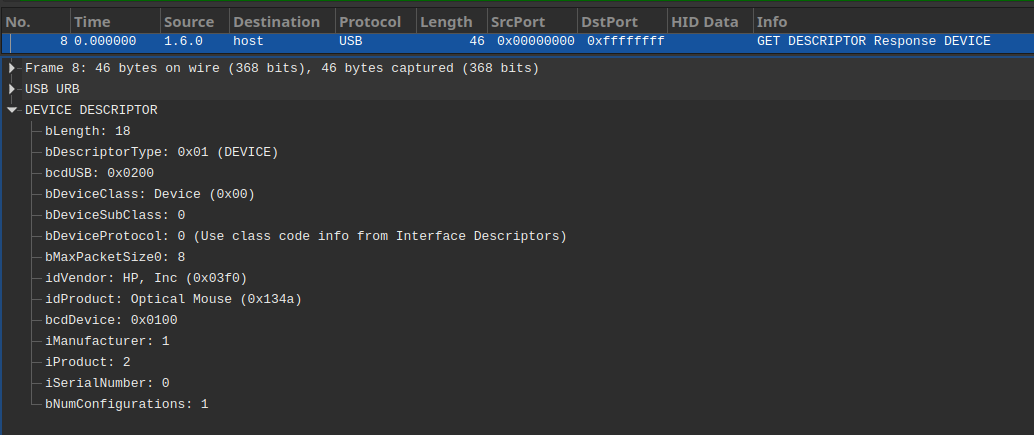 No. Time Source Destination Protocol Length SrcPort DstPort HID Data Info
8 0.000000 1.6.0 host USB 46 0x00000000 0xffffffff GET DESCRIPTOR Response DEVICE
Frame 8: 46 bytes on wire (368 bits), 46 bytes captured (368 bits)
USB URB
DEVICE DESCRIPTOR
bLength: 18
bDescriptorType: 0x01 (DEVICE)
bcdUSB: 0x0200
bDeviceClass: Device (0x00)
bDeviceSubClass: 0
bDeviceProtocol: 0 (Use class code info from Interface Descriptors)
bMaxPacketSize0: 8
idVendor: HP, Inc (0x03f0)
idProduct: Optical Mouse (0x134a)
bcdDevice: 0x0100
iManufacturer: 1
iProduct: 2
iSerialNumber: 0
bNumConfigurations: 1